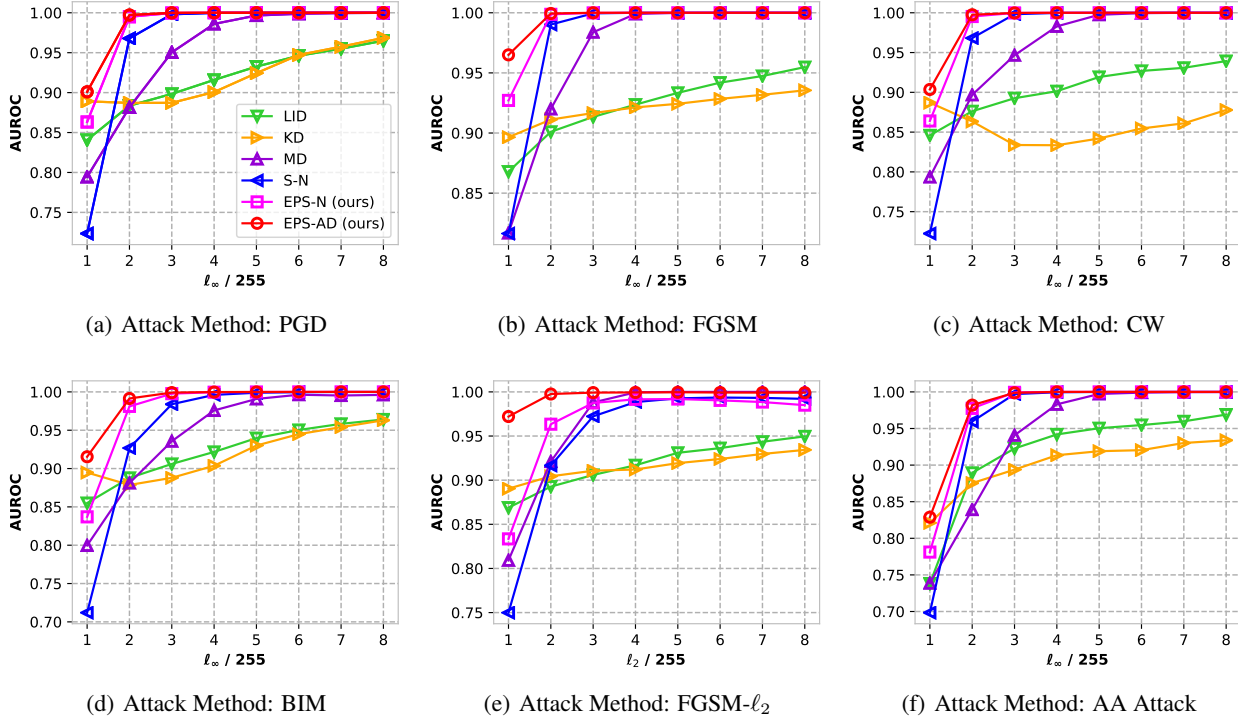 1.00
0.95
0.90
0.85
0.80
0.75
AUROC
LID
KD
MD
S-N
EPS-N (ours)
EPS-AD (ours)
1 2 3 4 5 6 7 8
ℓ∞ / 255
(a) Attack Method: PGD
1.00
0.95
0.90
0.85
AUROC
1 2 3 4 5 6 7 8
ℓ∞ / 255
(b) Attack Method: FGSM
1.00
0.95
0.90
0.85
0.80
0.75
AUROC
1 2 3 4 5 6 7 8
ℓ∞ / 255
(c) Attack Method: CW
1.00
0.95
0.90
0.85
0.80
0.75
0.70
AUROC
1 2 3 4 5 6 7 8
ℓ∞ / 255
(d) Attack Method: BIM
1.00
0.95
0.90
0.85
0.80
0.75
AUROC
1 2 3 4 5 6 7 8
ℓ2 / 255
(e) Attack Method: FGSM-ℓ2
1.00
0.95
0.90
0.85
0.80
0.75
0.70
AUROC
1 2 3 4 5 6 7 8
ℓ∞ / 255
(f) Attack Method: AA Attack